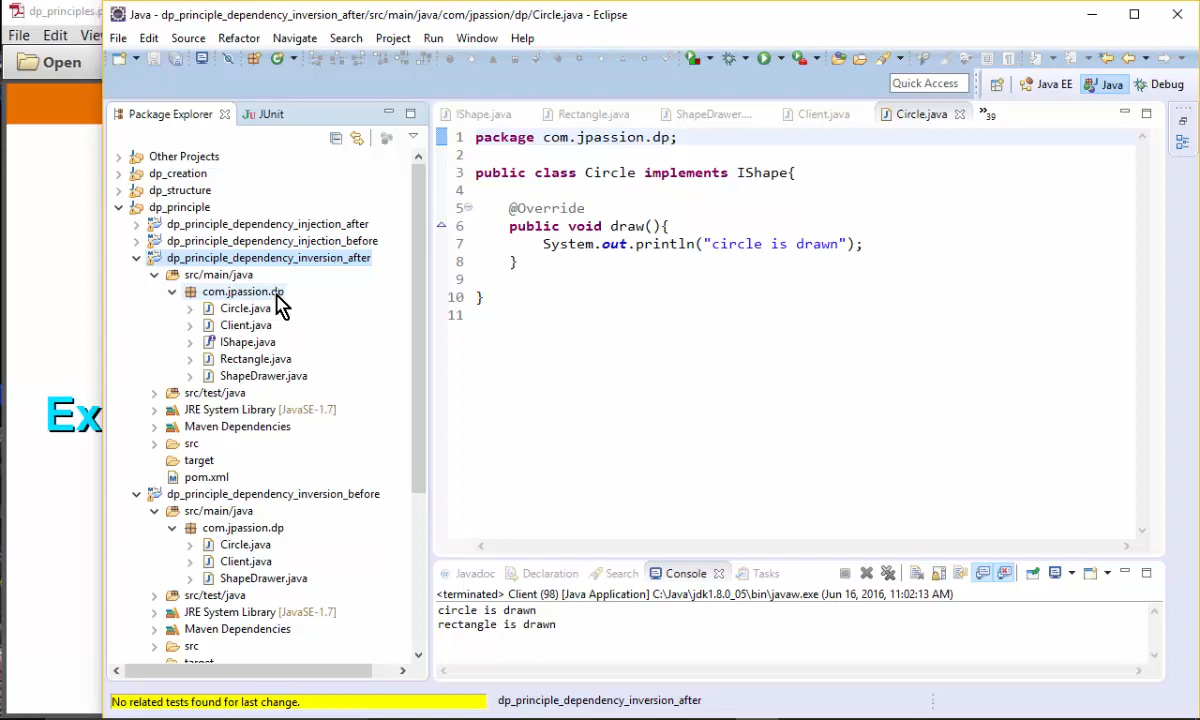 dp_principles.p
File Edit Vie
Open
Ex
Java - dp_principle_dependency_inversion_after/src/main/java/com/jpassion/dp/Circle.java - Eclipse
File Edit Source Refactor Navigate Search Project Run Window Help
Quick Access
Java EE
Java
Debug
Package Explorer
JUnit
Other Projects
dp_creation
dp_structure
dp_principle
dp_principle_dependency_injection_after
dp_principle_dependency_injection_before
dp_principle_dependency_inversion_after
src/main/java
com.jpassion.dp
Circle.java
Client.java
IShape.java
Rectangle.java
ShapeDrawer.java
src/test/java
JRE System Library [JavaSE-1.7]
Maven Dependencies
src
target
pom.xml
dp_principle_dependency_inversion_before
src/main/java
com.jpassion.dp
Circle.java
Client.java
ShapeDrawer.java
src/test/java
JRE System Library [JavaSE-1.7]
Maven Dependencies
src
target
IShape.java
Rectangle.java
ShapeDrawer....
Client.java
Circle.java
»39
1 package com.jpassion.dp;
2
3 public class Circle implements IShape{
4
5 @Override
6 public void draw(){
7 System.out.println("circle is drawn");
8 }
9
10 }
11
Javadoc
Declaration
Search
Console
Tasks
<terminated> Client (98) [Java Application] C:\Java\jdk1.8.0_05\bin\javaw.exe (Jun 16, 2016, 11:02:13 AM)
circle is drawn
rectangle is drawn
No related tests found for last change.
dp_principle_dependency_inversion_after